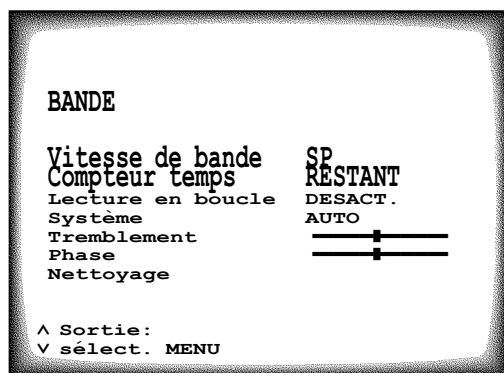 BANDE
Vitesse de bande SP
Compteur temps RESTANT
Lecture en boucle DESACT.
Système AUTO
Tremblement
Phase
Nettoyage
∧ Sortie:
∨ sélect. MENU